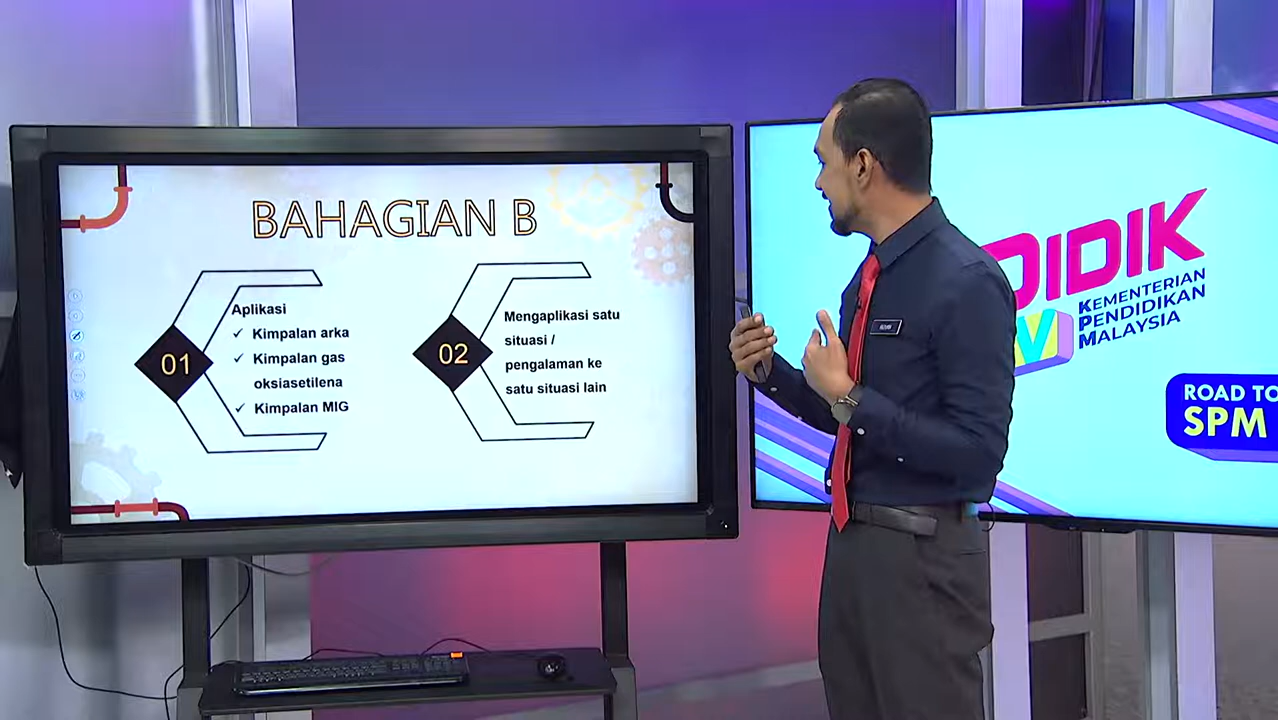 BAHAGIAN B
01
Aplikasi
✓ Kimpalan arka
✓ Kimpalan gas
oksiasetilena
✓ Kimpalan MIG
02
Mengaplikasi satu
situasi /
pengalaman ke
satu situasi lain
DIDIK
V
KEMENTERIAN
PENDIDIKAN
MALAYSIA
ROAD TO
SPM